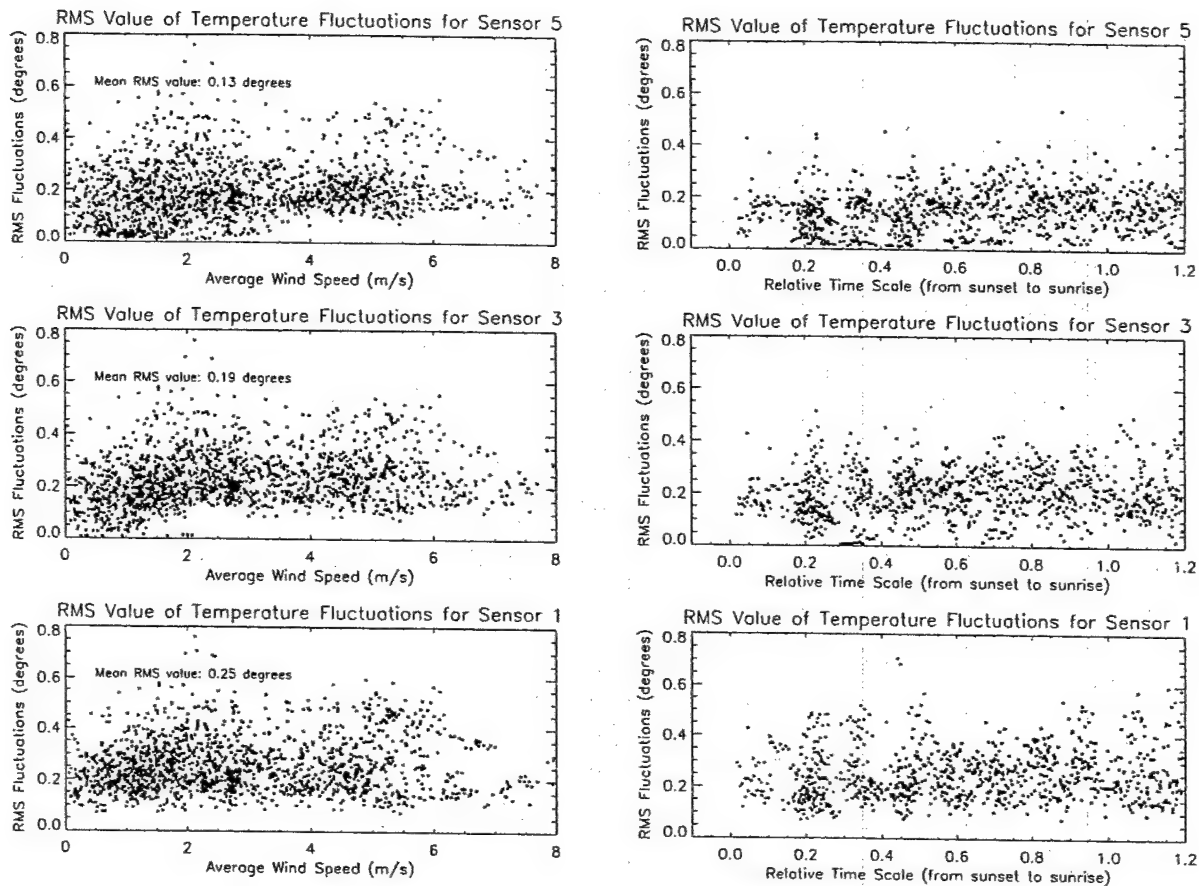 RMS Value of Temperature Fluctuations for Sensor 5
RMS Fluctuations (degrees)
0.8
0.6
0.4
0.2
0.0
Mean RMS value: 0.13 degrees
0 2 4 6 8
Average Wind Speed (m/s)
RMS Value of Temperature Fluctuations for Sensor 5
RMS Fluctuations (degrees)
0.8
0.6
0.4
0.2
0.0
0.0 0.2 0.4 0.6 0.8 1.0 1.2
Relative Time Scale (from sunset to sunrise)
RMS Value of Temperature Fluctuations for Sensor 3
RMS Fluctuations (degrees)
0.8
0.6
0.4
0.2
0.0
Mean RMS value: 0.19 degrees
0 2 4 6 8
Average Wind Speed (m/s)
RMS Value of Temperature Fluctuations for Sensor 3
RMS Fluctuations (degrees)
0.8
0.6
0.4
0.2
0.0
0.0 0.2 0.4 0.6 0.8 1.0 1.2
Relative Time Scale (from sunset to sunrise)
RMS Value of Temperature Fluctuations for Sensor 1
RMS Fluctuations (degrees)
0.8
0.6
0.4
0.2
0.0
Mean RMS value: 0.25 degrees
0 2 4 6 8
Average Wind Speed (m/s)
RMS Value of Temperature Fluctuations for Sensor 1
RMS Fluctuations (degrees)
0.8
0.6
0.4
0.2
0.0
0.0 0.2 0.4 0.6 0.8 1.0 1.2
Relative Time Scale (from sunset to sunrise)